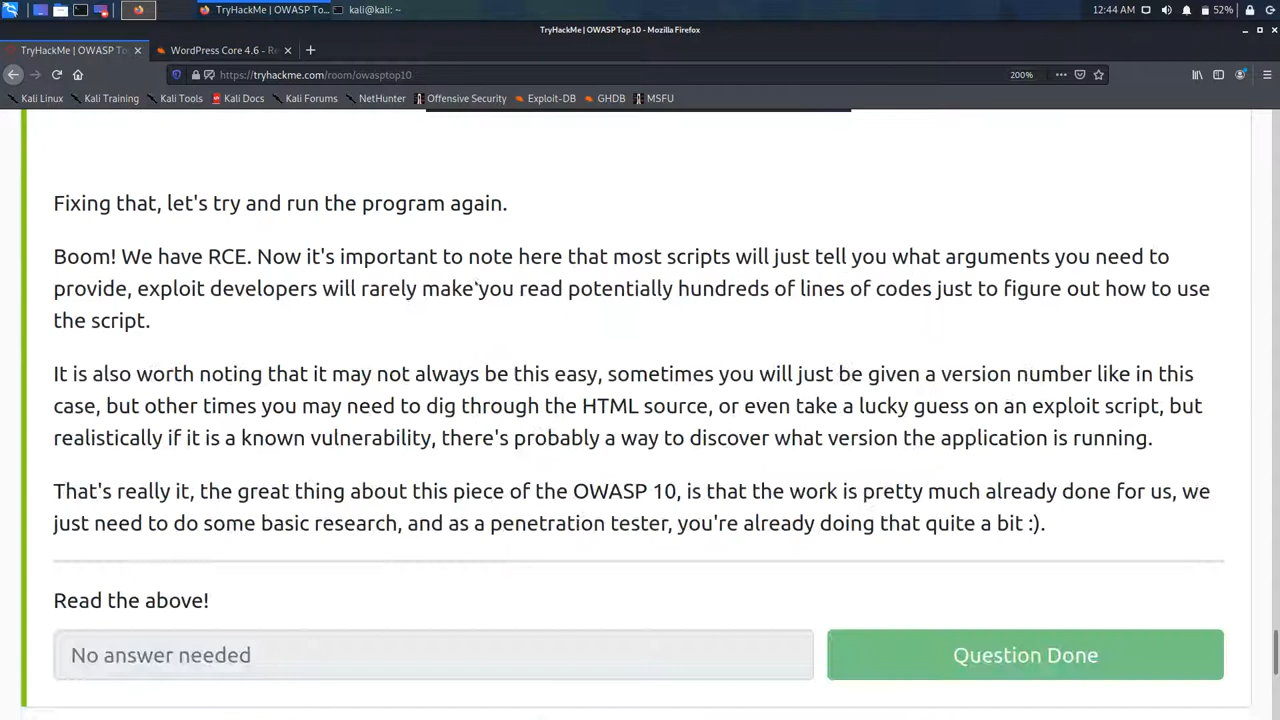 TryHackMe | OWASP To...
kali@kali: ~
12:44 AM
52%
TryHackMe | OWASP Top 10 - Mozilla Firefox
TryHackMe | OWASP To
WordPress Core 4.6 - Re
https://tryhackme.com/room/owasptop10
200%
Kali Linux
Kali Training
Kali Tools
Kali Docs
Kali Forums
NetHunter
Offensive Security
Exploit-DB
GHDB
MSFU
Fixing that, let's try and run the program again.
Boom! We have RCE. Now it's important to note here that most scripts will just tell you what arguments you need to
provide, exploit developers will rarely make you read potentially hundreds of lines of codes just to figure out how to use
the script.
It is also worth noting that it may not always be this easy, sometimes you will just be given a version number like in this
case, but other times you may need to dig through the HTML source, or even take a lucky guess on an exploit script, but
realistically if it is a known vulnerability, there's probably a way to discover what version the application is running.
That's really it, the great thing about this piece of the OWASP 10, is that the work is pretty much already done for us, we
just need to do some basic research, and as a penetration tester, you're already doing that quite a bit :).
Read the above!
No answer needed
Question Done